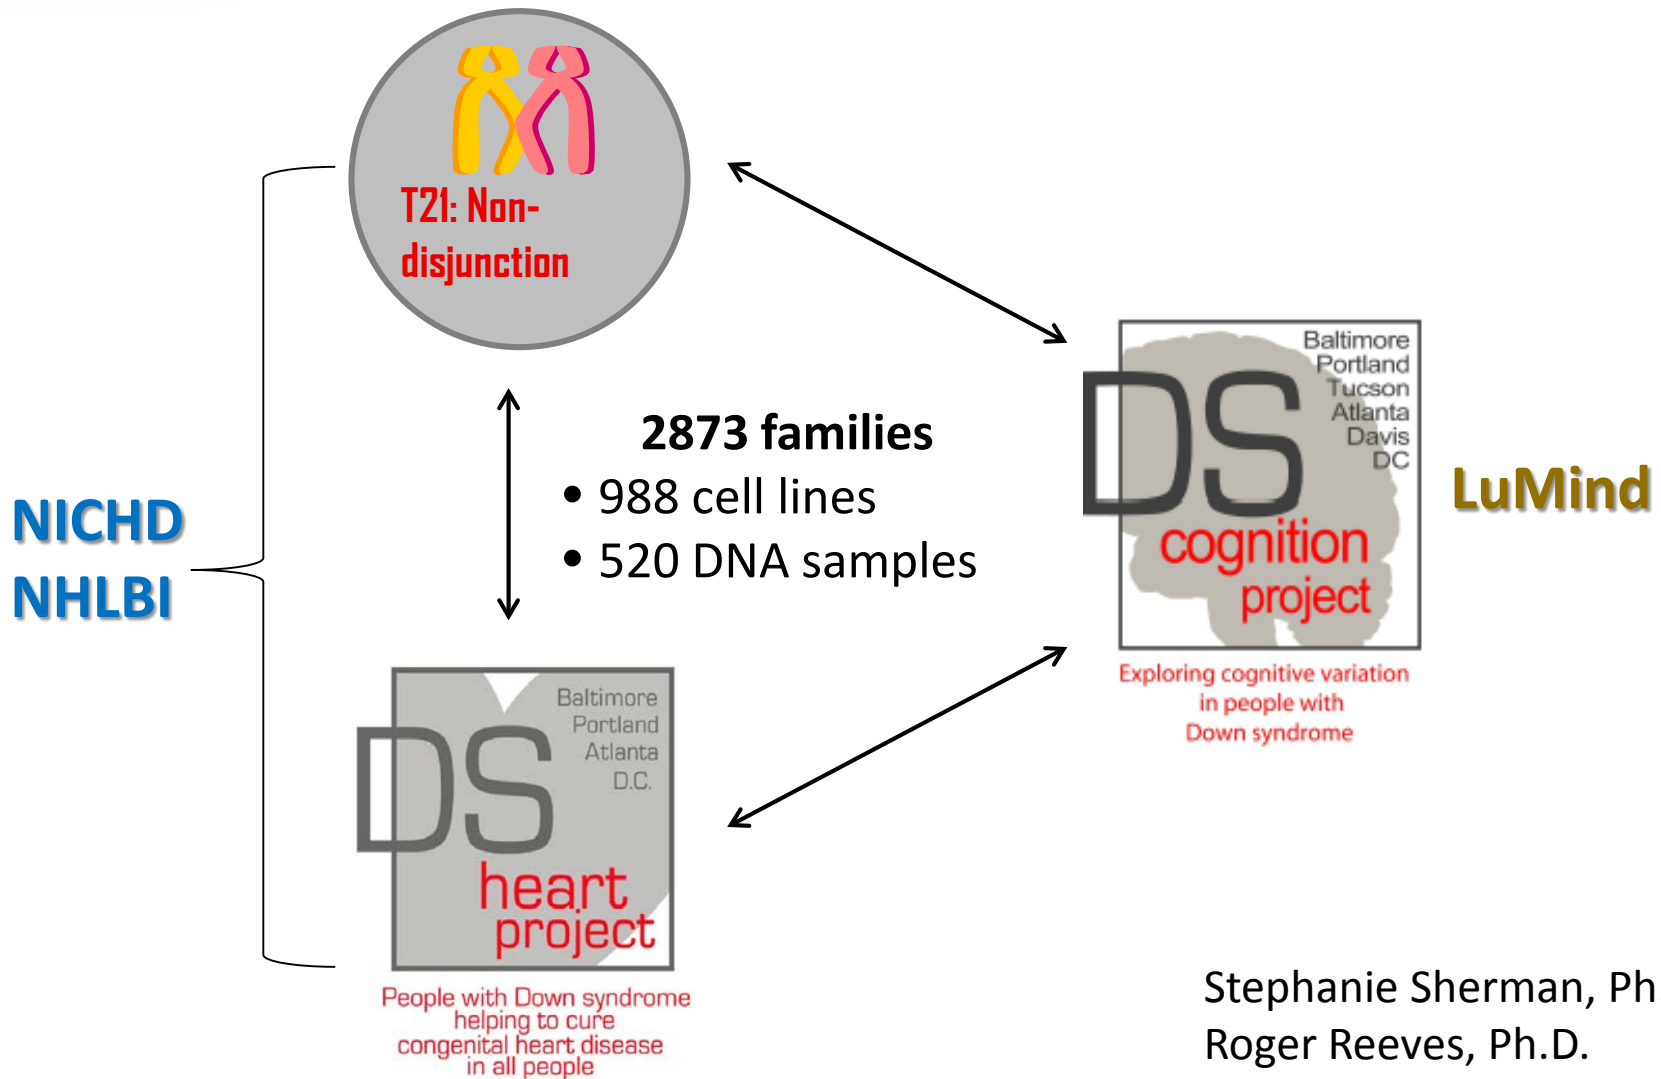 T21: Non-
disjunction
2873 families
• 988 cell lines
• 520 DNA samples
NICHD
NHLBI
Baltimore
Portland
Tucson
Atlanta
Davis
DC
DS
cognition
project
Exploring cognitive variation
in people with
Down syndrome
LuMind
Baltimore
Portland
Atlanta
D.C.
DS
heart
project
People with Down syndrome
helping to cure
congenital heart disease
in all people
Stephanie Sherman, Ph
Roger Reeves, Ph.D.